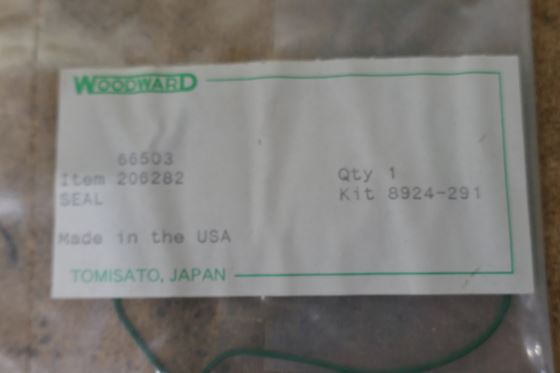 WOODWARD
66503
Item 206282
SEAL
Qty 1
Kit 8924-291
Made in the USA
TOMISATO, JAPAN